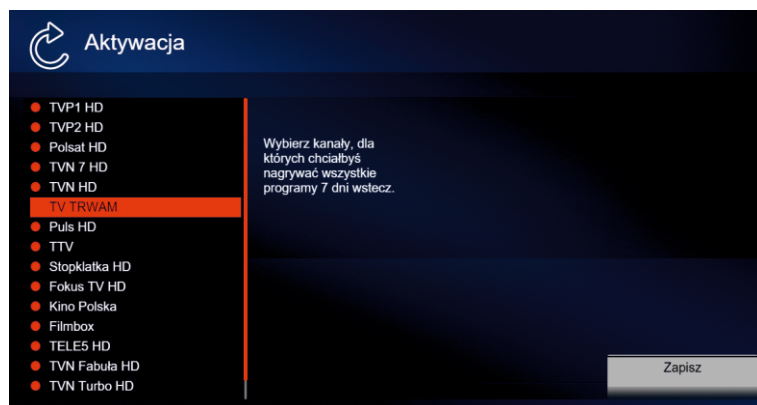 Aktywacja
TVP1 HD
TVP2 HD
Polsat HD
TVN 7 HD
TVN HD
TV TRWAM
Puls HD
TTV
Stopklatka HD
Fokus TV HD
Kino Polska
Filmbox
TELE5 HD
TVN Fabuła HD
TVN Turbo HD
Wybierz kanały, dla
których chciałbyś
nagrywać wszystkie
programy 7 dni wstecz.
Zapisz